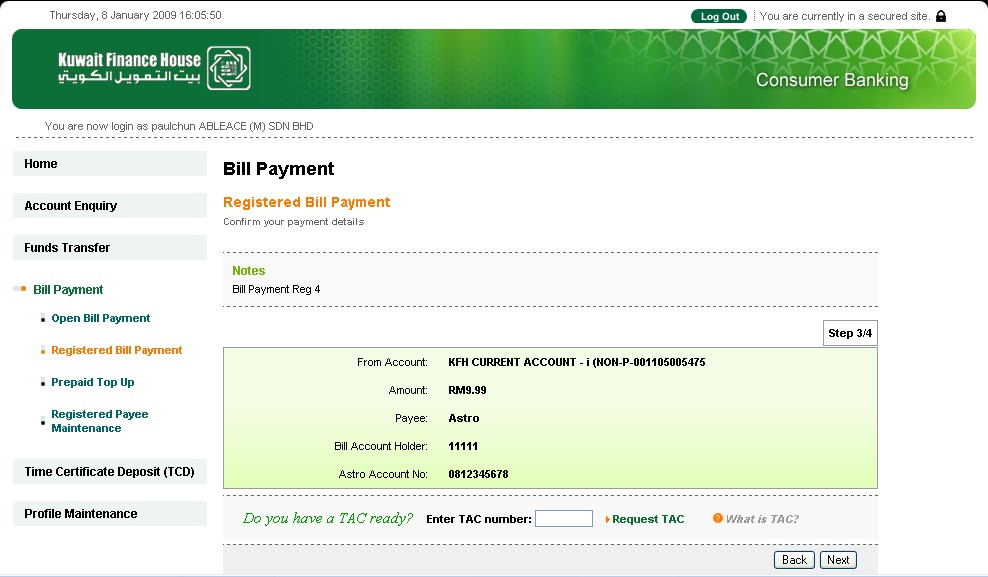 Thursday, 8 January 2009 16:05:50
Log Out
You are currently in a secured site.
Kuwait Finance House
بيت التمويل الكويتي
Consumer Banking
You are now login as paulchun ABLEACE (M) SDN BHD
Home
Account Enquiry
Funds Transfer
Bill Payment
Open Bill Payment
Registered Bill Payment
Prepaid Top Up
Registered Payee
Maintenance
Time Certificate Deposit (TCD)
Profile Maintenance
Bill Payment
Registered Bill Payment
Confirm your payment details
Notes
Bill Payment Reg 4
Step 3/4
From Account: KFH CURRENT ACCOUNT - i (NON-P-001105005475
Amount: RM9.99
Payee: Astro
Bill Account Holder: 11111
Astro Account No: 0812345678
Do you have a TAC ready? Enter TAC number: Request TAC ? What is TAC?
Back Next